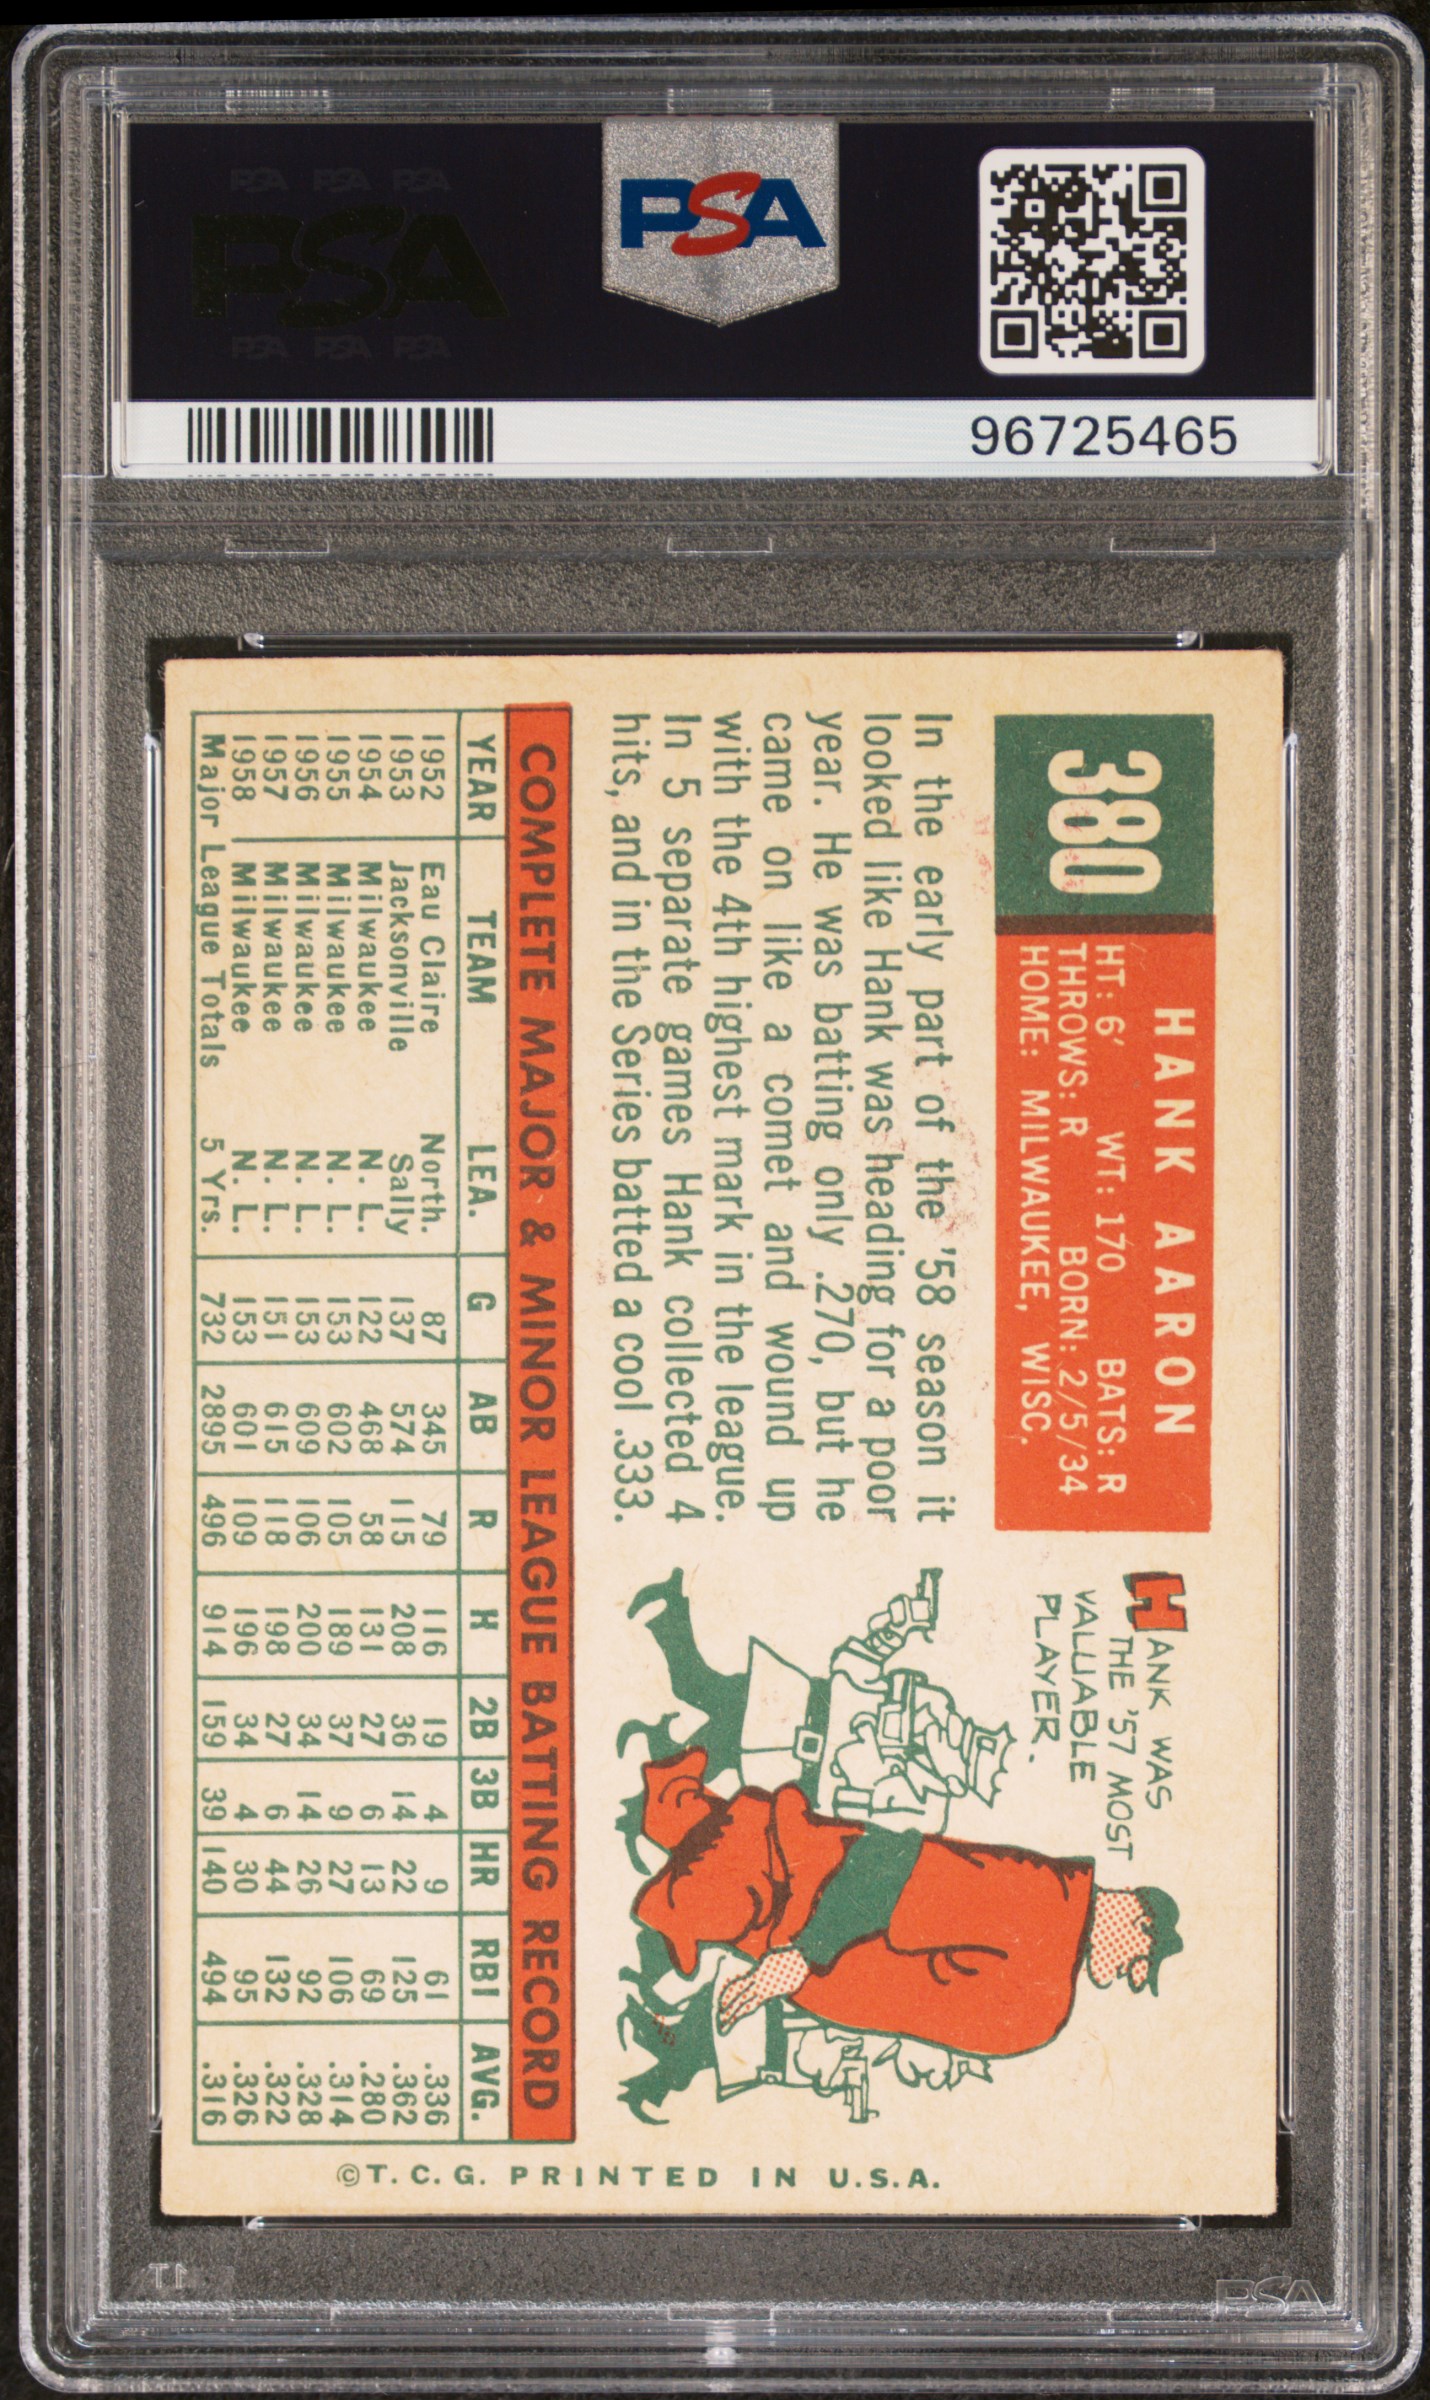 PSA PSA PSA
PSA
PSA PSA PSA
PSA
96725465
380
HANK AARON
HT: 6' WT: 170 BATS: R
THROWS: R BORN: 2/5/34
HOME: MILWAUKEE, WISC.
In the early part of the '58 season it
looked like Hank was heading for a poor
year. He was batting only .270, but he
came on like a comet and wound up
with the 4th highest mark in the league.
In 5 separate games Hank collected 4
hits, and in the Series batted a cool .333.
HANK WAS
THE '57 MOST
VALUABLE
PLAYER.
COMPLETE MAJOR & MINOR LEAGUE BATTING RECORD
YEAR TEAM LEA. G AB R H 2B 3B HR RBI AVG.
1952 Eau Claire North. 87 345 79 116 19 4 9 61 .336
1953 Jacksonville Sally 137 574 115 208 36 14 22 125 .362
1954 Milwaukee N. L. 122 468 58 131 27 6 13 69 .280
1955 Milwaukee N. L. 153 602 105 189 37 9 27 106 .314
1956 Milwaukee N. L. 153 609 106 200 34 14 26 92 .328
1957 Milwaukee N. L. 151 615 118 198 27 6 44 132 .322
1958 Milwaukee N. L. 153 601 109 196 34 4 30 95 .326
Major League Totals 5 Yrs. 732 2895 496 914 159 39 140 494 .316
©T. C. G. PRINTED IN U.S.A.
PSA